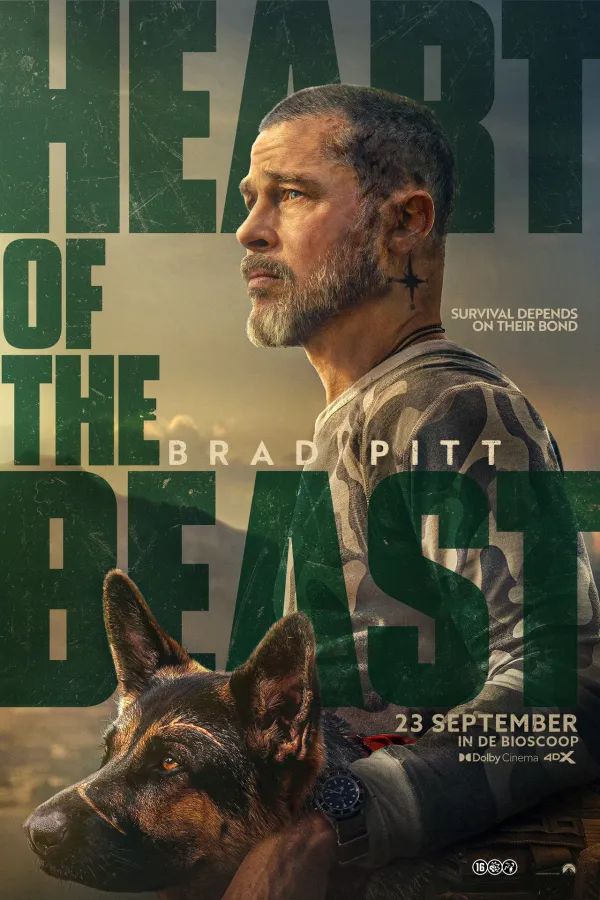 HEART
OF
THE
BRAD PITT
BEAST
SURVIVAL DEPENDS
ON THEIR BOND
23 SEPTEMBER
IN DE BIOSCOOP
Dolby Cinema 4DX
16